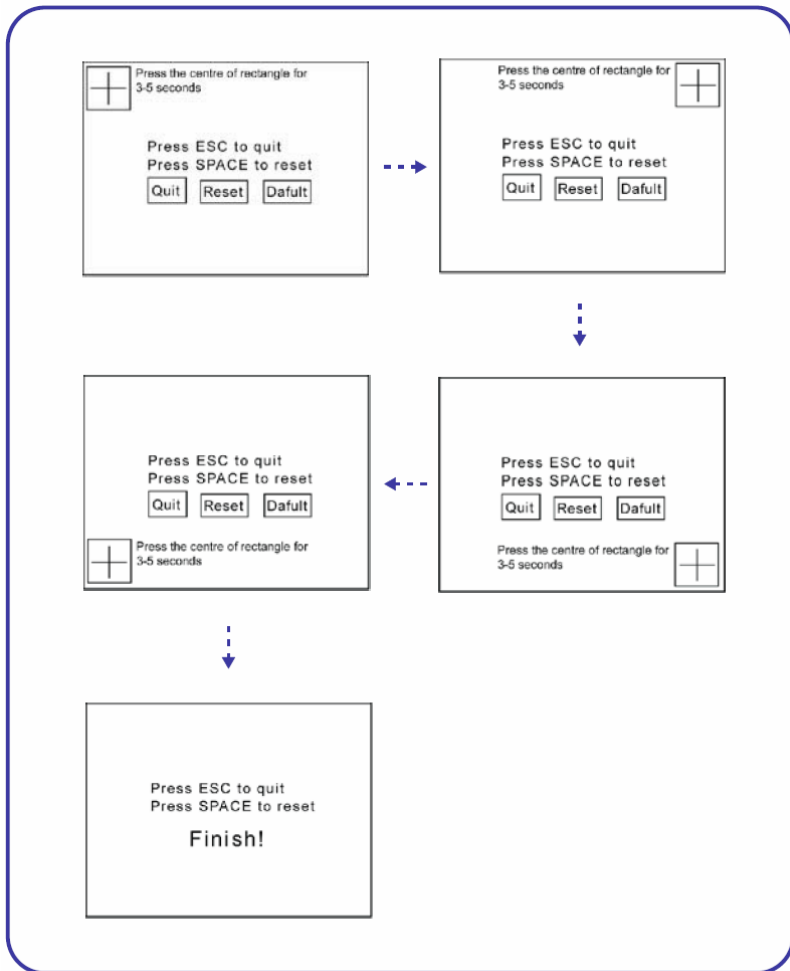 Press the centre of rectangle for
3-5 seconds
Press ESC to quit
Press SPACE to reset
Quit Reset Dafult
Press the centre of rectangle for
3-5 seconds
Press ESC to quit
Press SPACE to reset
Quit Reset Dafult
Press ESC to quit
Press SPACE to reset
Quit Reset Dafult
Press the centre of rectangle for
3-5 seconds
Press ESC to quit
Press SPACE to reset
Quit Reset Dafult
Press the centre of rectangle for
3-5 seconds
Press ESC to quit
Press SPACE to reset
Finish!